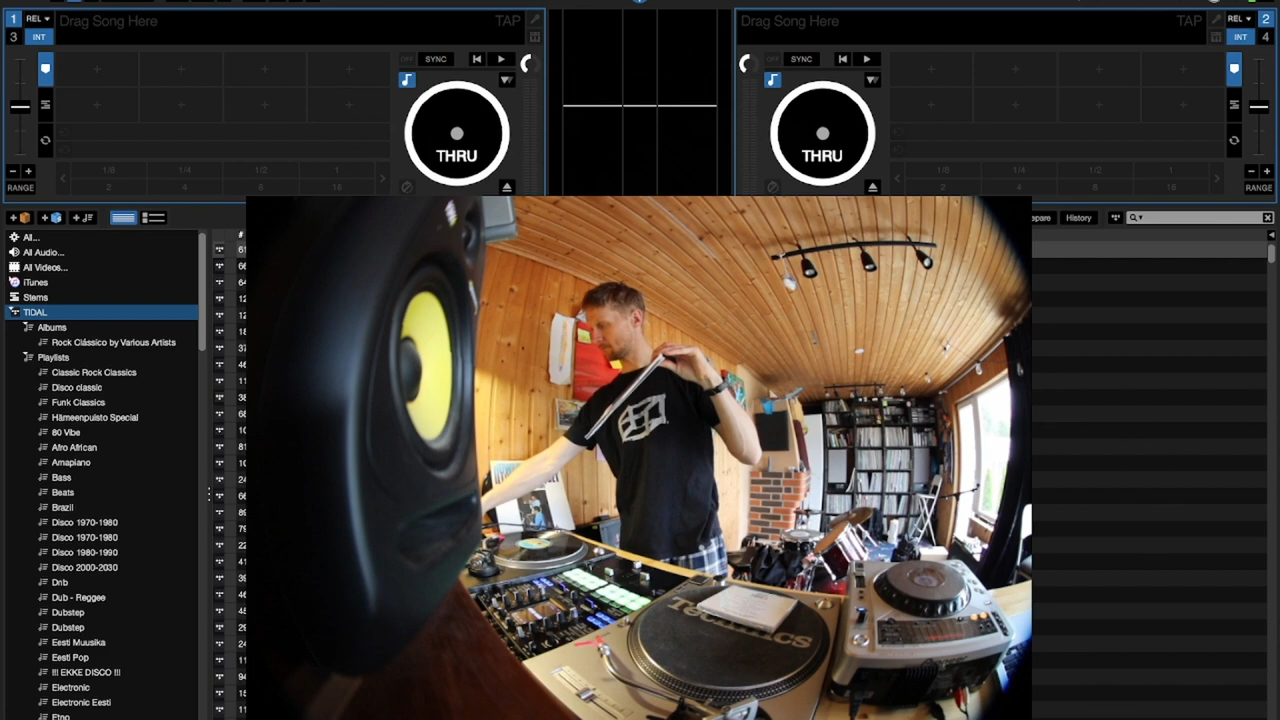 1 REL Drag Song Here TAP
3 INT
OFF SYNC
THRU
1/8 1/4 1/2 1
2 4 8 16
RANGE
Drag Song Here TAP REL 2
INT 4
OFF SYNC
THRU
1/8 1/4 1/2 1
2 4 8 16
RANGE
History
#
All...
All Audio...
All Videos...
iTunes
Stems
TIDAL
Albums
Rock Clássico by Various Artists
Playlists
Classic Rock Classics
Disco classic
Funk Classics
Hämeenpuisto Special
80 Vibe
Afro African
Amapiano
Bass
Beats
Brazil
Disco 1970-1980
Disco 1970-1980
Disco 1980-1990
Disco 2000-2030
Dnb
Dub - Reggae
Dubstep
Dubstep
Eesti Muusika
Eesti Pop
!!! EKKE DISCO !!!
Electronic
Electronic Eesti
Etno
Technics